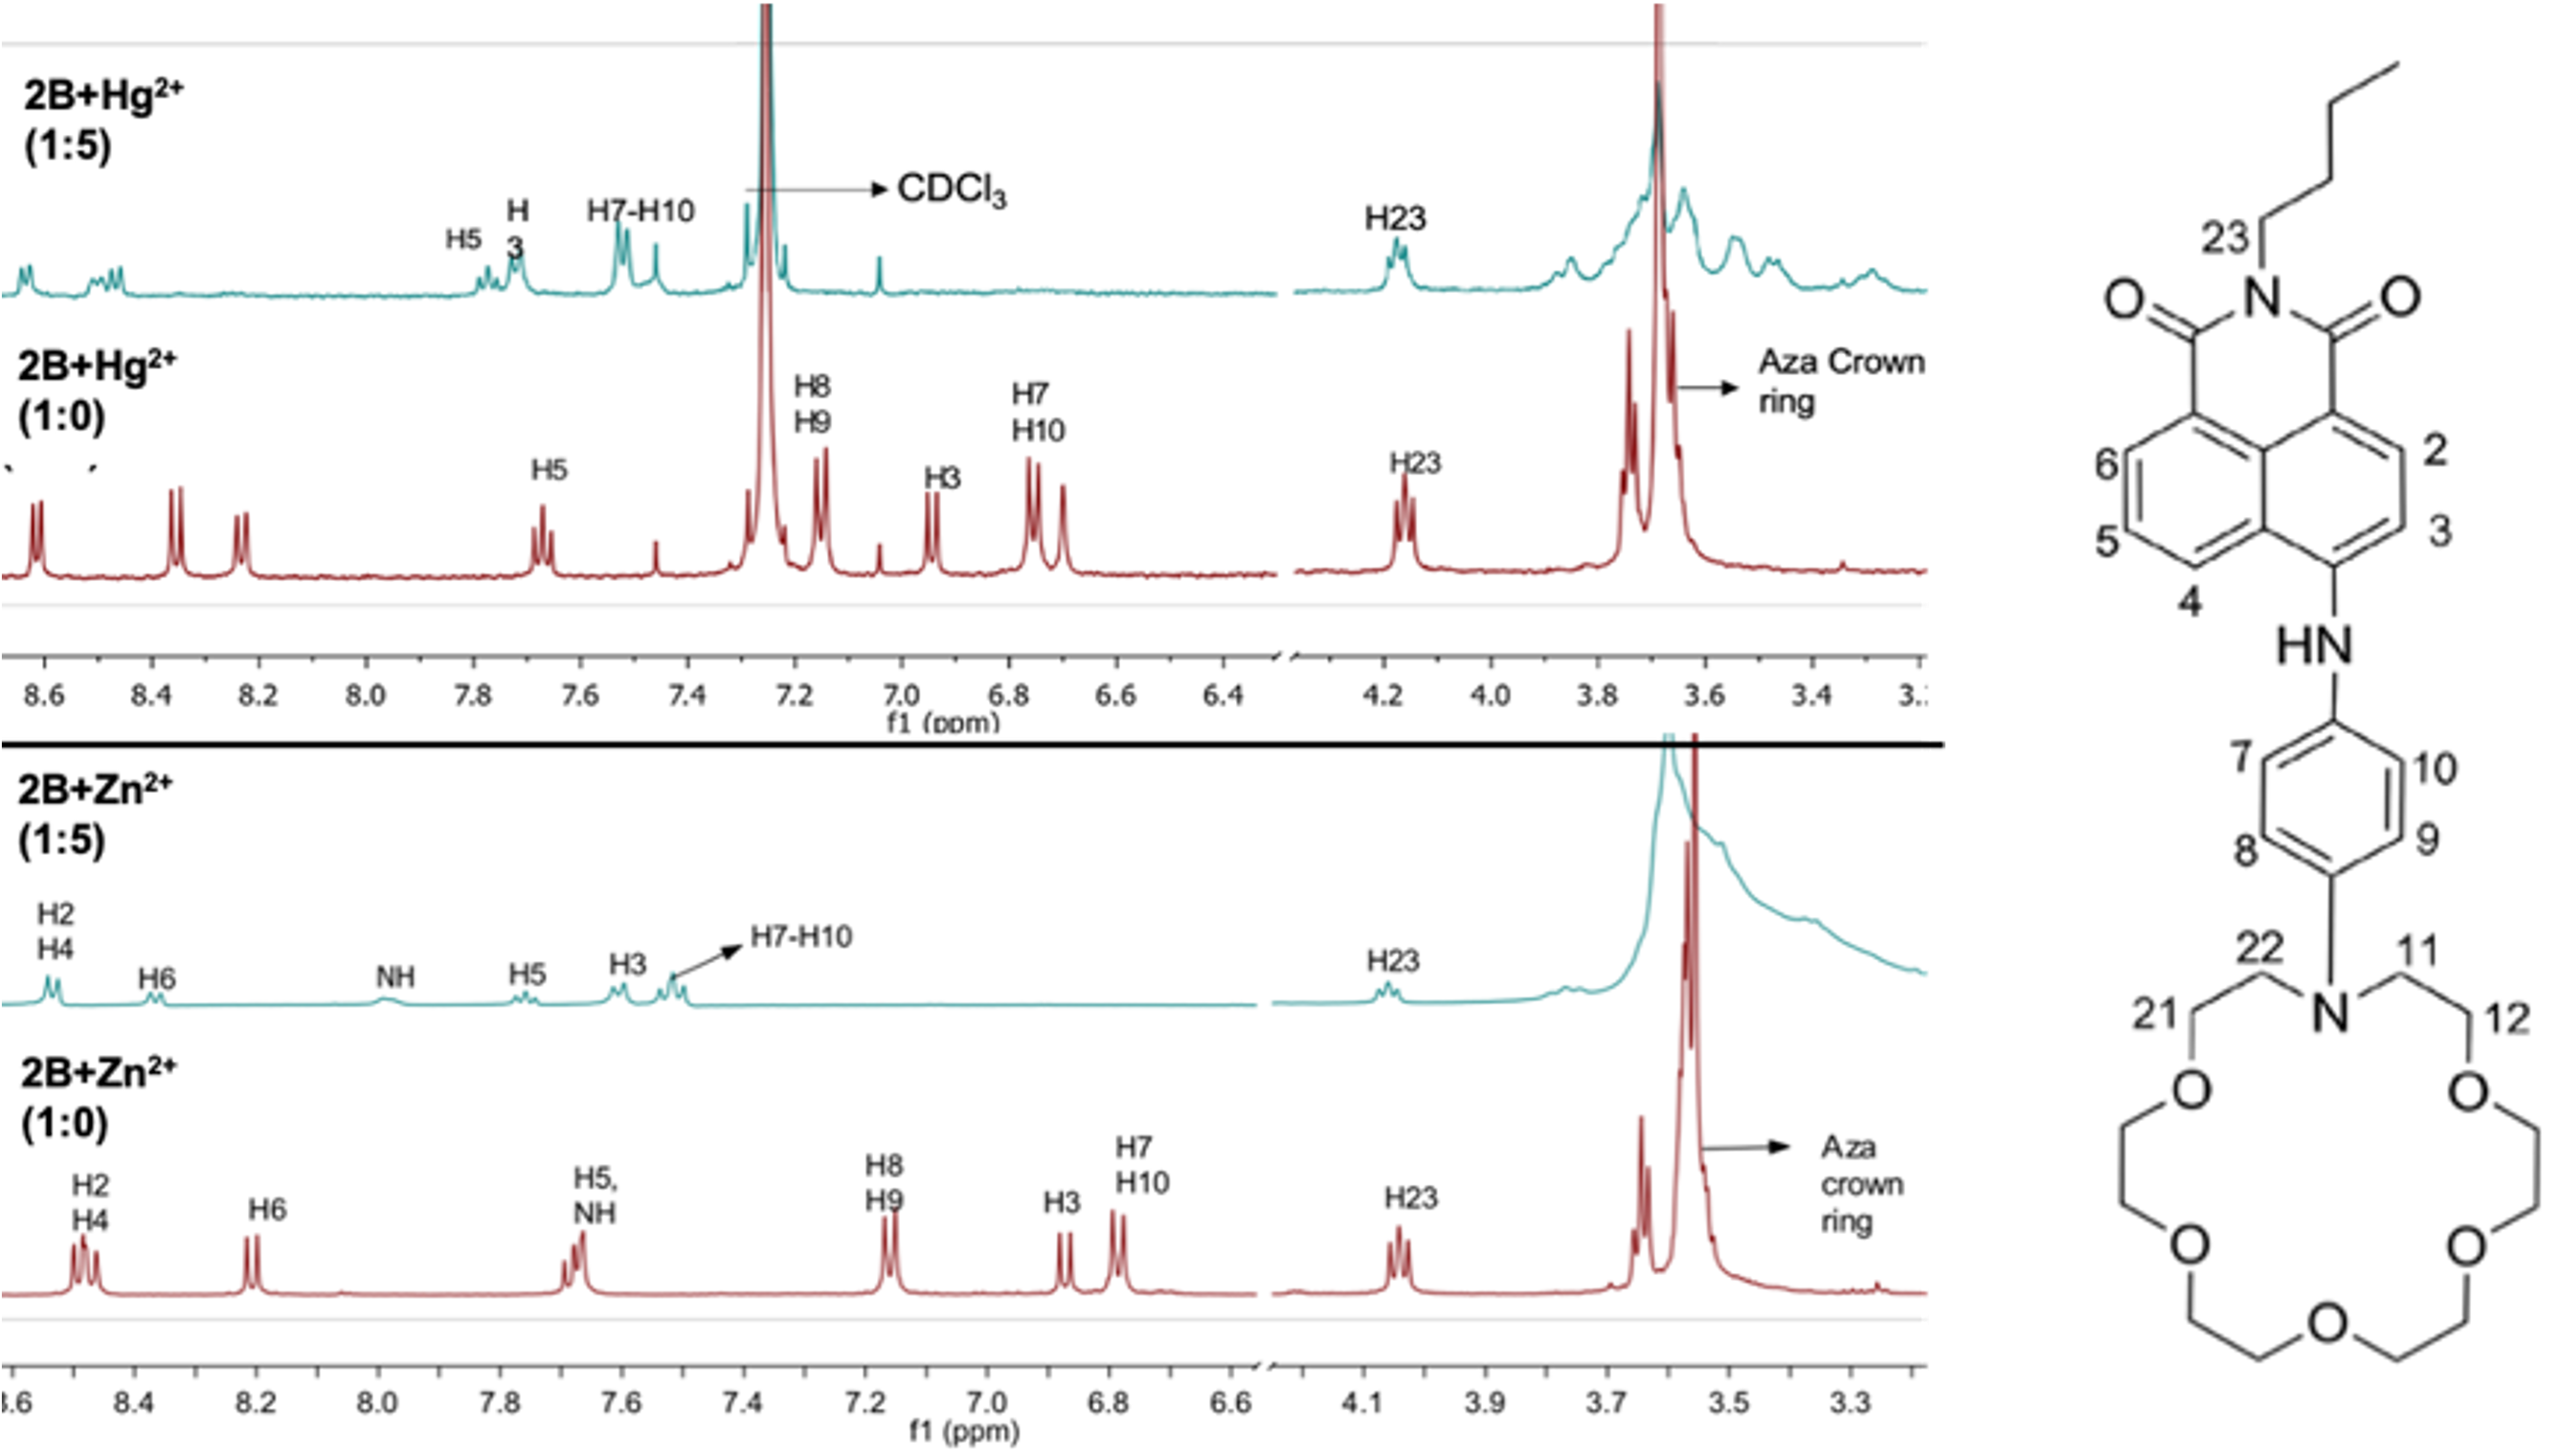 2B+Hg²⁺
(1:5)
H5
H
3
H7-H10
CDCl₃
H23
2B+Hg²⁺
(1:0)
H5
H8
H9
H3
H7
H10
H23
Aza Crown
ring
8.6 8.4 8.2 8.0 7.8 7.6 7.4 7.2 7.0 6.8 6.6 6.4 4.2 4.0 3.8 3.6 3.4
f1 (ppm)
2B+Zn²⁺
(1:5)
H2
H4
H6
NH
H5
H3
H7-H10
H23
2B+Zn²⁺
(1:0)
H2
H4
H6
H5,
NH
H8
H9
H3
H7
H10
H23
Aza
crown
ring
8.4 8.2 8.0 7.8 7.6 7.4 7.2 7.0 6.8 6.6 4.1 3.9 3.7 3.5 3.3
f1 (ppm)
23
O N O
6 2
5 3
4
HN
7 10
8 9
22 11
21 N 12
O O
O O
O